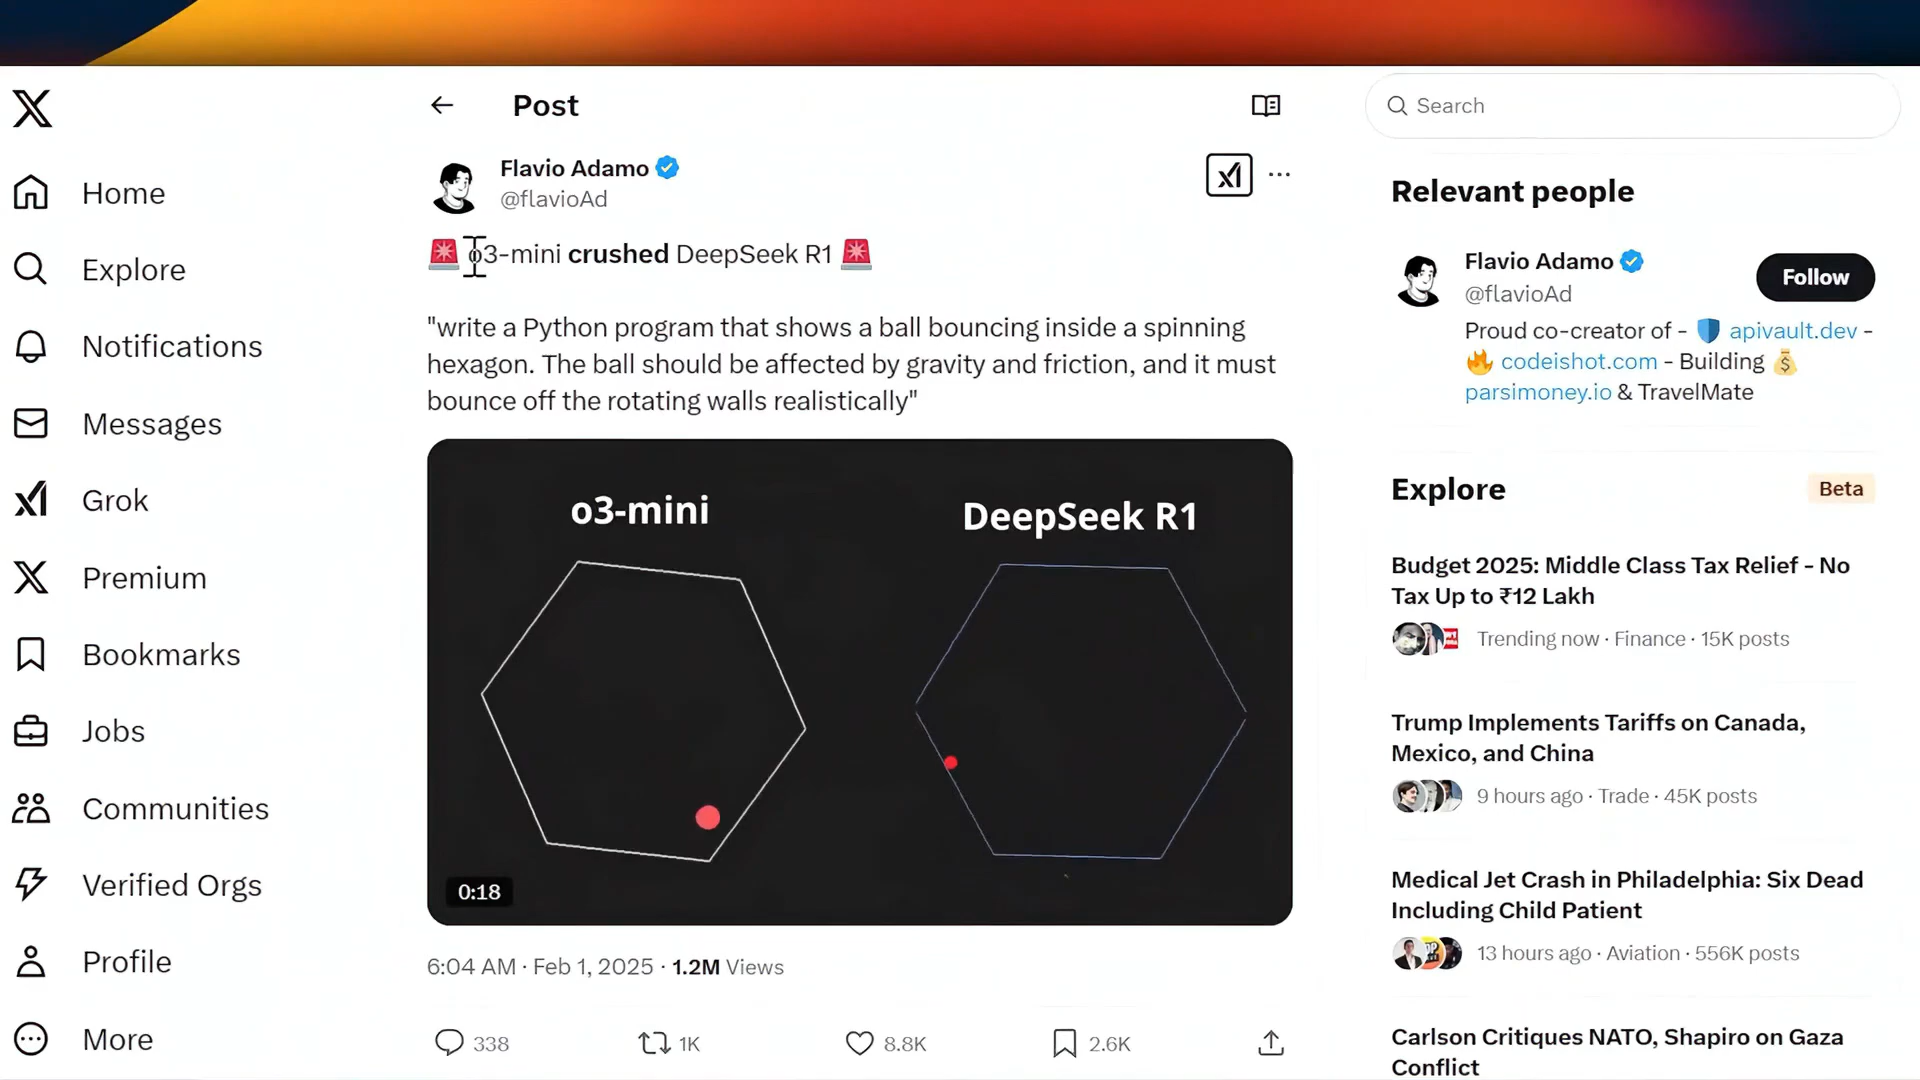 Post
Search
Home
Explore
Notifications
Messages
Grok
Premium
Bookmarks
Jobs
Communities
Verified Orgs
Profile
More
Flavio Adamo
@flavioAd
🚨 o3-mini crushed DeepSeek R1 🚨
"write a Python program that shows a ball bouncing inside a spinning
hexagon. The ball should be affected by gravity and friction, and it must
bounce off the rotating walls realistically"
o3-mini
DeepSeek R1
0:18
6:04 AM · Feb 1, 2025 · 1.2M Views
338
1K
8.8K
2.6K
Relevant people
Flavio Adamo
@flavioAd
Follow
Proud co-creator of - 🛡️ apivault.dev -
🔥 codeishot.com - Building 💰
parsimoney.io & TravelMate
Explore
Beta
Budget 2025: Middle Class Tax Relief - No
Tax Up to ₹12 Lakh
Trending now · Finance · 15K posts
Trump Implements Tariffs on Canada,
Mexico, and China
9 hours ago · Trade · 45K posts
Medical Jet Crash in Philadelphia: Six Dead
Including Child Patient
13 hours ago · Aviation · 556K posts
Carlson Critiques NATO, Shapiro on Gaza
Conflict